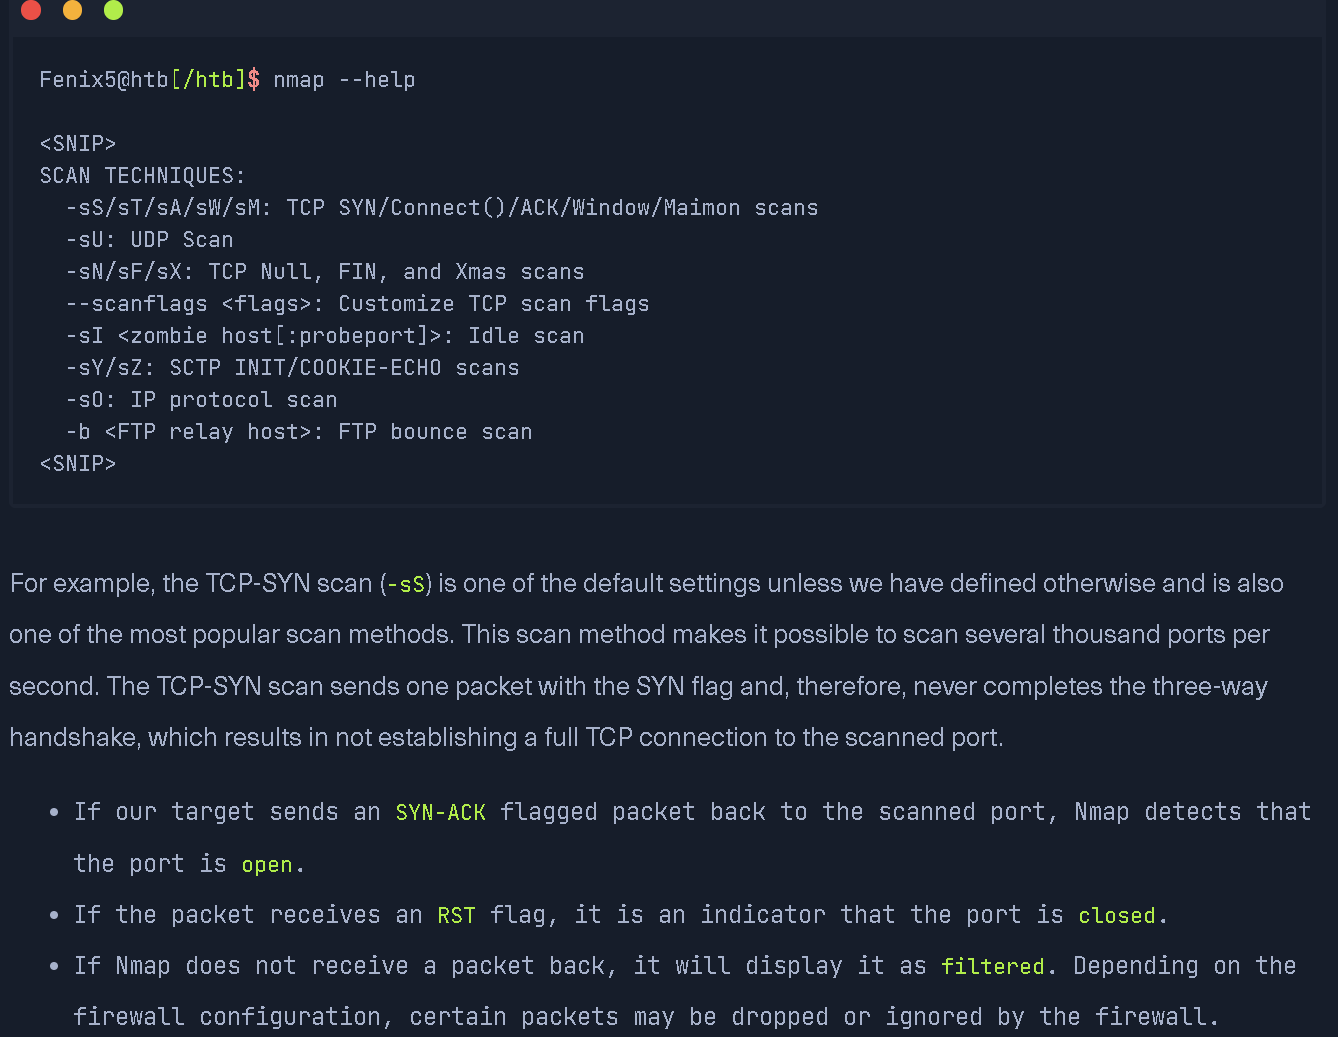 Fenix5@htb[/htb]$ nmap --help
<SNIP>
SCAN TECHNIQUES:
-sS/sT/sA/sW/sM: TCP SYN/Connect()/ACK/Window/Maimon scans
-sU: UDP Scan
-sN/sF/sX: TCP Null, FIN, and Xmas scans
--scanflags <flags>: Customize TCP scan flags
-sI <zombie host[:probeport]>: Idle scan
-sY/sZ: SCTP INIT/COOKIE-ECHO scans
-sO: IP protocol scan
-b <FTP relay host>: FTP bounce scan
<SNIP>
For example, the TCP-SYN scan (-sS) is one of the default settings unless we have defined otherwise and is also
one of the most popular scan methods. This scan method makes it possible to scan several thousand ports per
second. The TCP-SYN scan sends one packet with the SYN flag and, therefore, never completes the three-way
handshake, which results in not establishing a full TCP connection to the scanned port.
• If our target sends an SYN-ACK flagged packet back to the scanned port, Nmap detects that
the port is open.
• If the packet receives an RST flag, it is an indicator that the port is closed.
• If Nmap does not receive a packet back, it will display it as filtered. Depending on the
firewall configuration, certain packets may be dropped or ignored by the firewall.